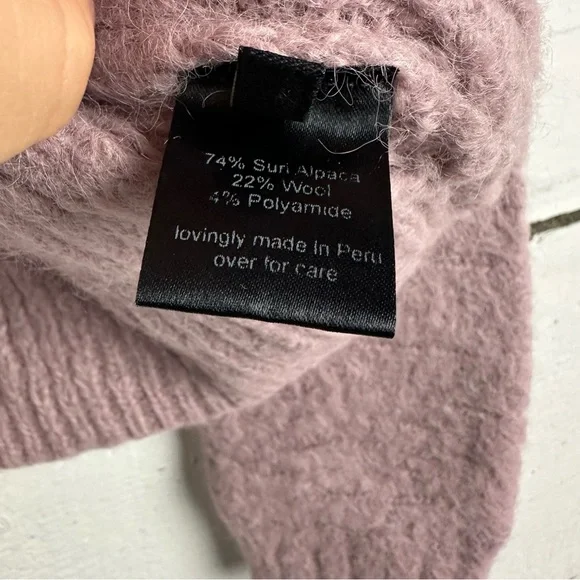 74% Suri Alpaca
22% Wool
4% Polyamide
lovingly made in Peru
over for care